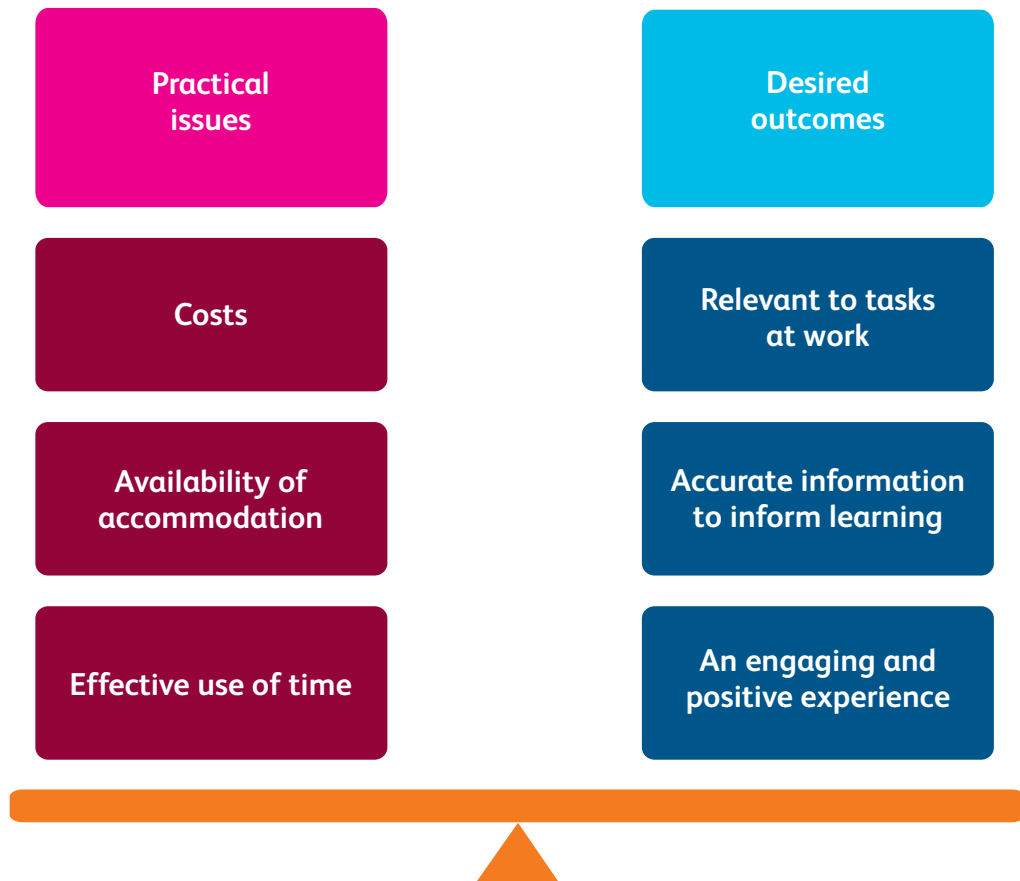 Practical
issues
Costs
Availability of
accommodation
Effective use of time
Desired
outcomes
Relevant to tasks
at work
Accurate information
to inform learning
An engaging and
positive experience